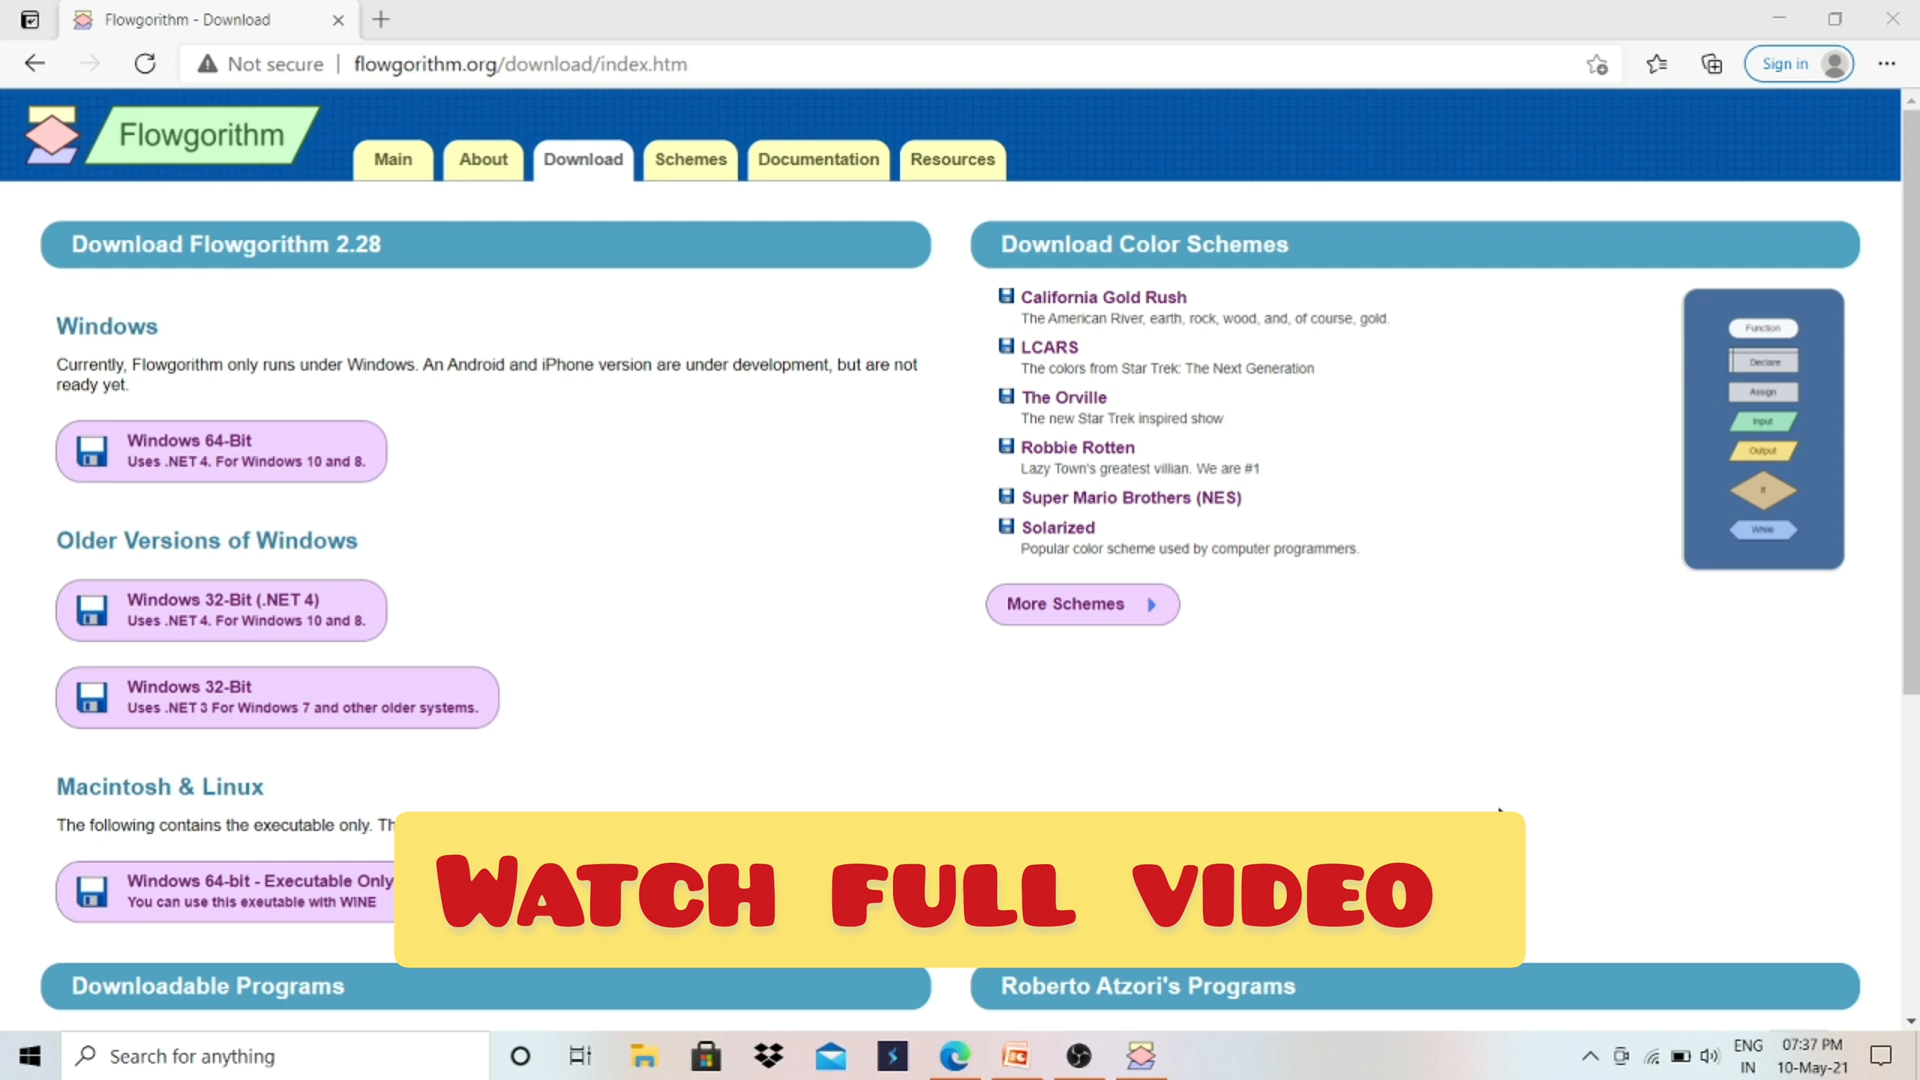 Flowgorithm - Download
Not secure | flowgorithm.org/download/index.htm
Sign in
Flowgorithm
Main
About
Download
Schemes
Documentation
Resources
Download Flowgorithm 2.28
Windows
Currently, Flowgorithm only runs under Windows. An Android and iPhone version are under development, but are not
ready yet.
Windows 64-Bit
Uses .NET 4. For Windows 10 and 8.
Older Versions of Windows
Windows 32-Bit (.NET 4)
Uses .NET 4. For Windows 10 and 8.
Windows 32-Bit
Uses .NET 3 For Windows 7 and other older systems.
Macintosh & Linux
The following contains the executable only.
Windows 64-bit - Executable Only
You can use this exeutable with WINE
Downloadable Programs
Download Color Schemes
California Gold Rush
The American River, earth, rock, wood, and, of course, gold.
LCARS
The colors from Star Trek: The Next Generation
The Orville
The new Star Trek inspired show
Robbie Rotten
Lazy Town's greatest villian. We are #1
Super Mario Brothers (NES)
Solarized
Popular color scheme used by computer programmers.
More Schemes
Function
Declare
Assign
Input
Output
If
While
WATCH FULL VIDEO
Roberto Atzori's Programs
Search for anything
ENG
IN
07:37 PM
10-May-21